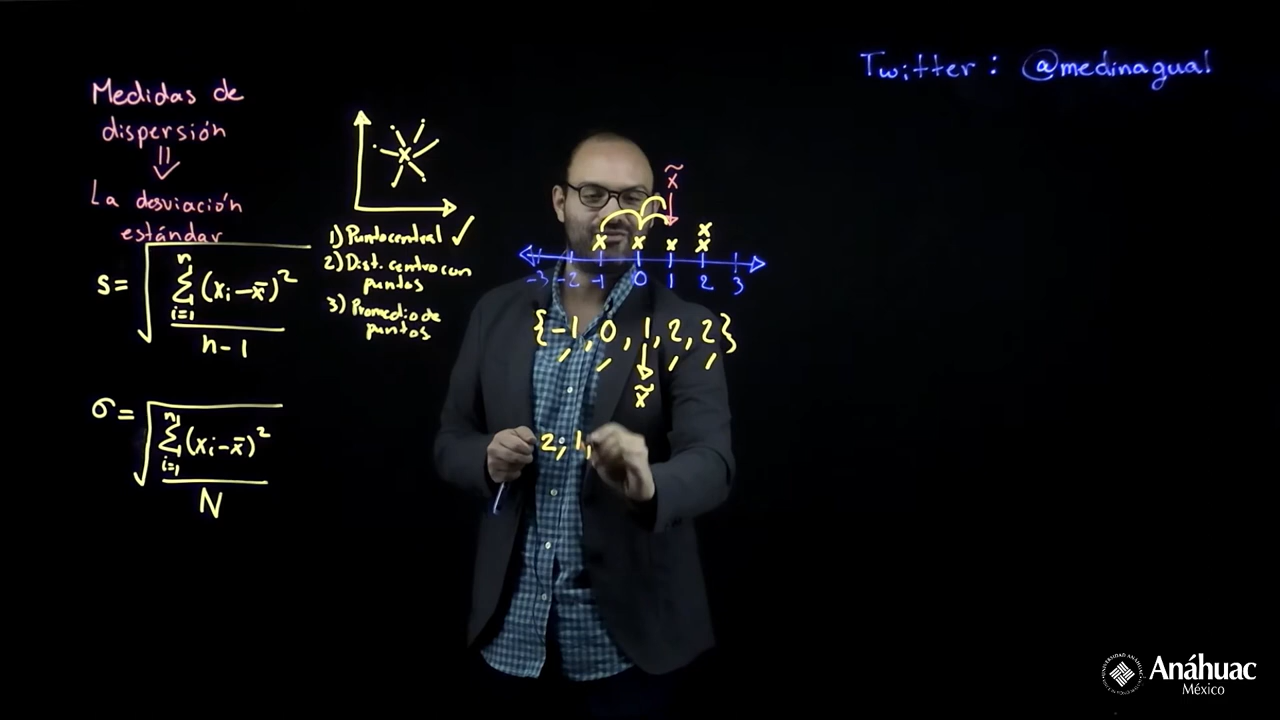 Medidas de
dispersión
La desviación
estándar
s = √ n Σ i=1 (xi - x̄)² / n-1
σ = √ n Σ i=1 (xi - x̄)² / N
1) Punto central ✓
2) Dist. centro con
puntos
3) Promedio de
puntos
x̃
x x x x x
-3 -2 -1 0 1 2 3
{-1, 0, 1, 2, 2}
x̃
2, 1,
Twitter: @medinagual
Anáhuac
México